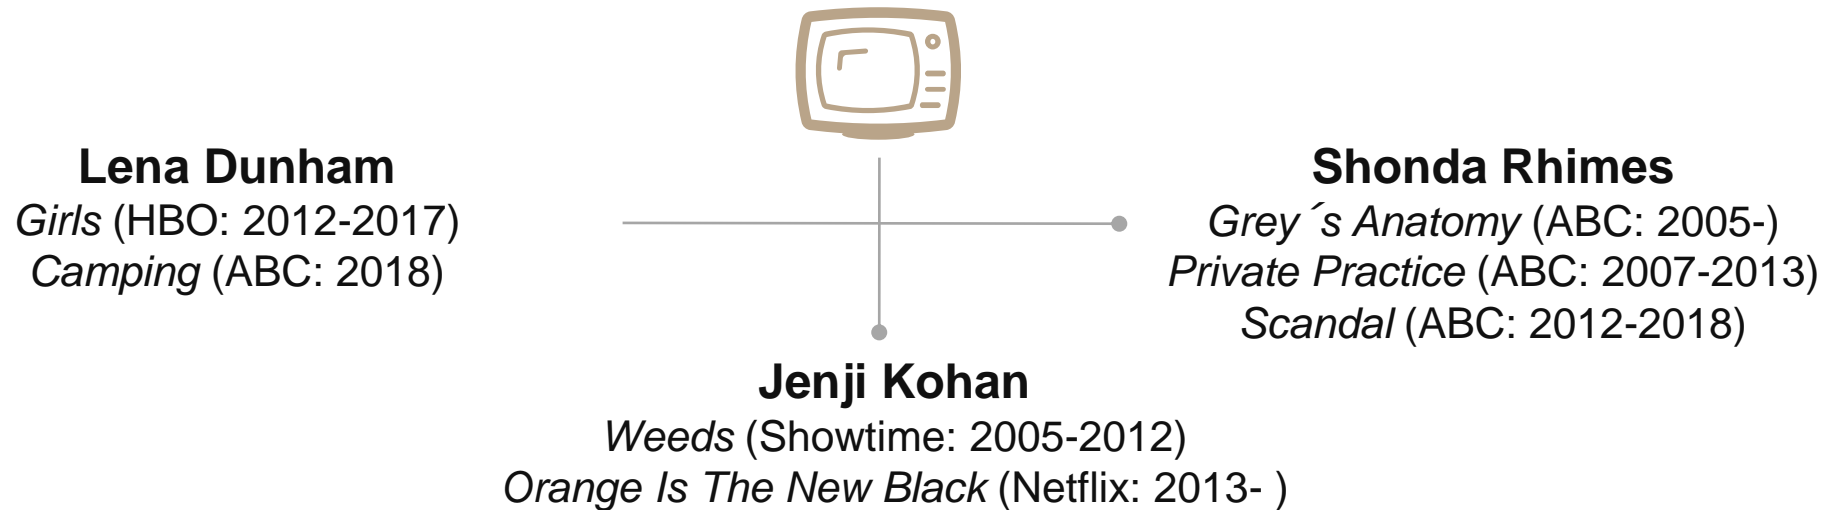 Lena Dunham
Girls (HBO: 2012-2017)
Camping (ABC: 2018)
Shonda Rhimes
Grey´s Anatomy (ABC: 2005-)
Private Practice (ABC: 2007-2013)
Scandal (ABC: 2012-2018)
Jenji Kohan
Weeds (Showtime: 2005-2012)
Orange Is The New Black (Netflix: 2013- )